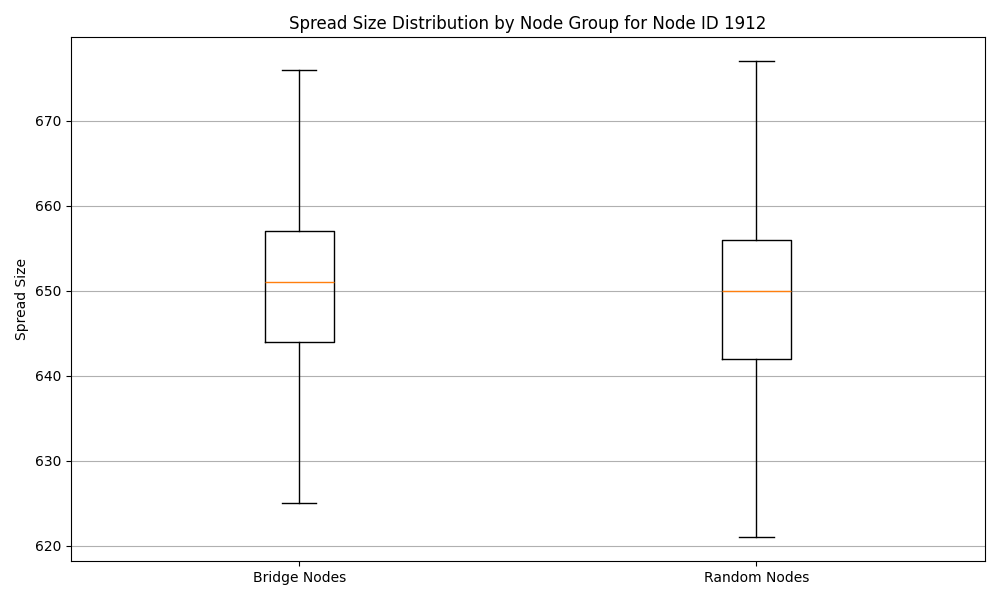 Spread Size Distribution by Node Group for Node ID 1912
Spread Size
670
660
650
640
630
620
Bridge Nodes
Random Nodes